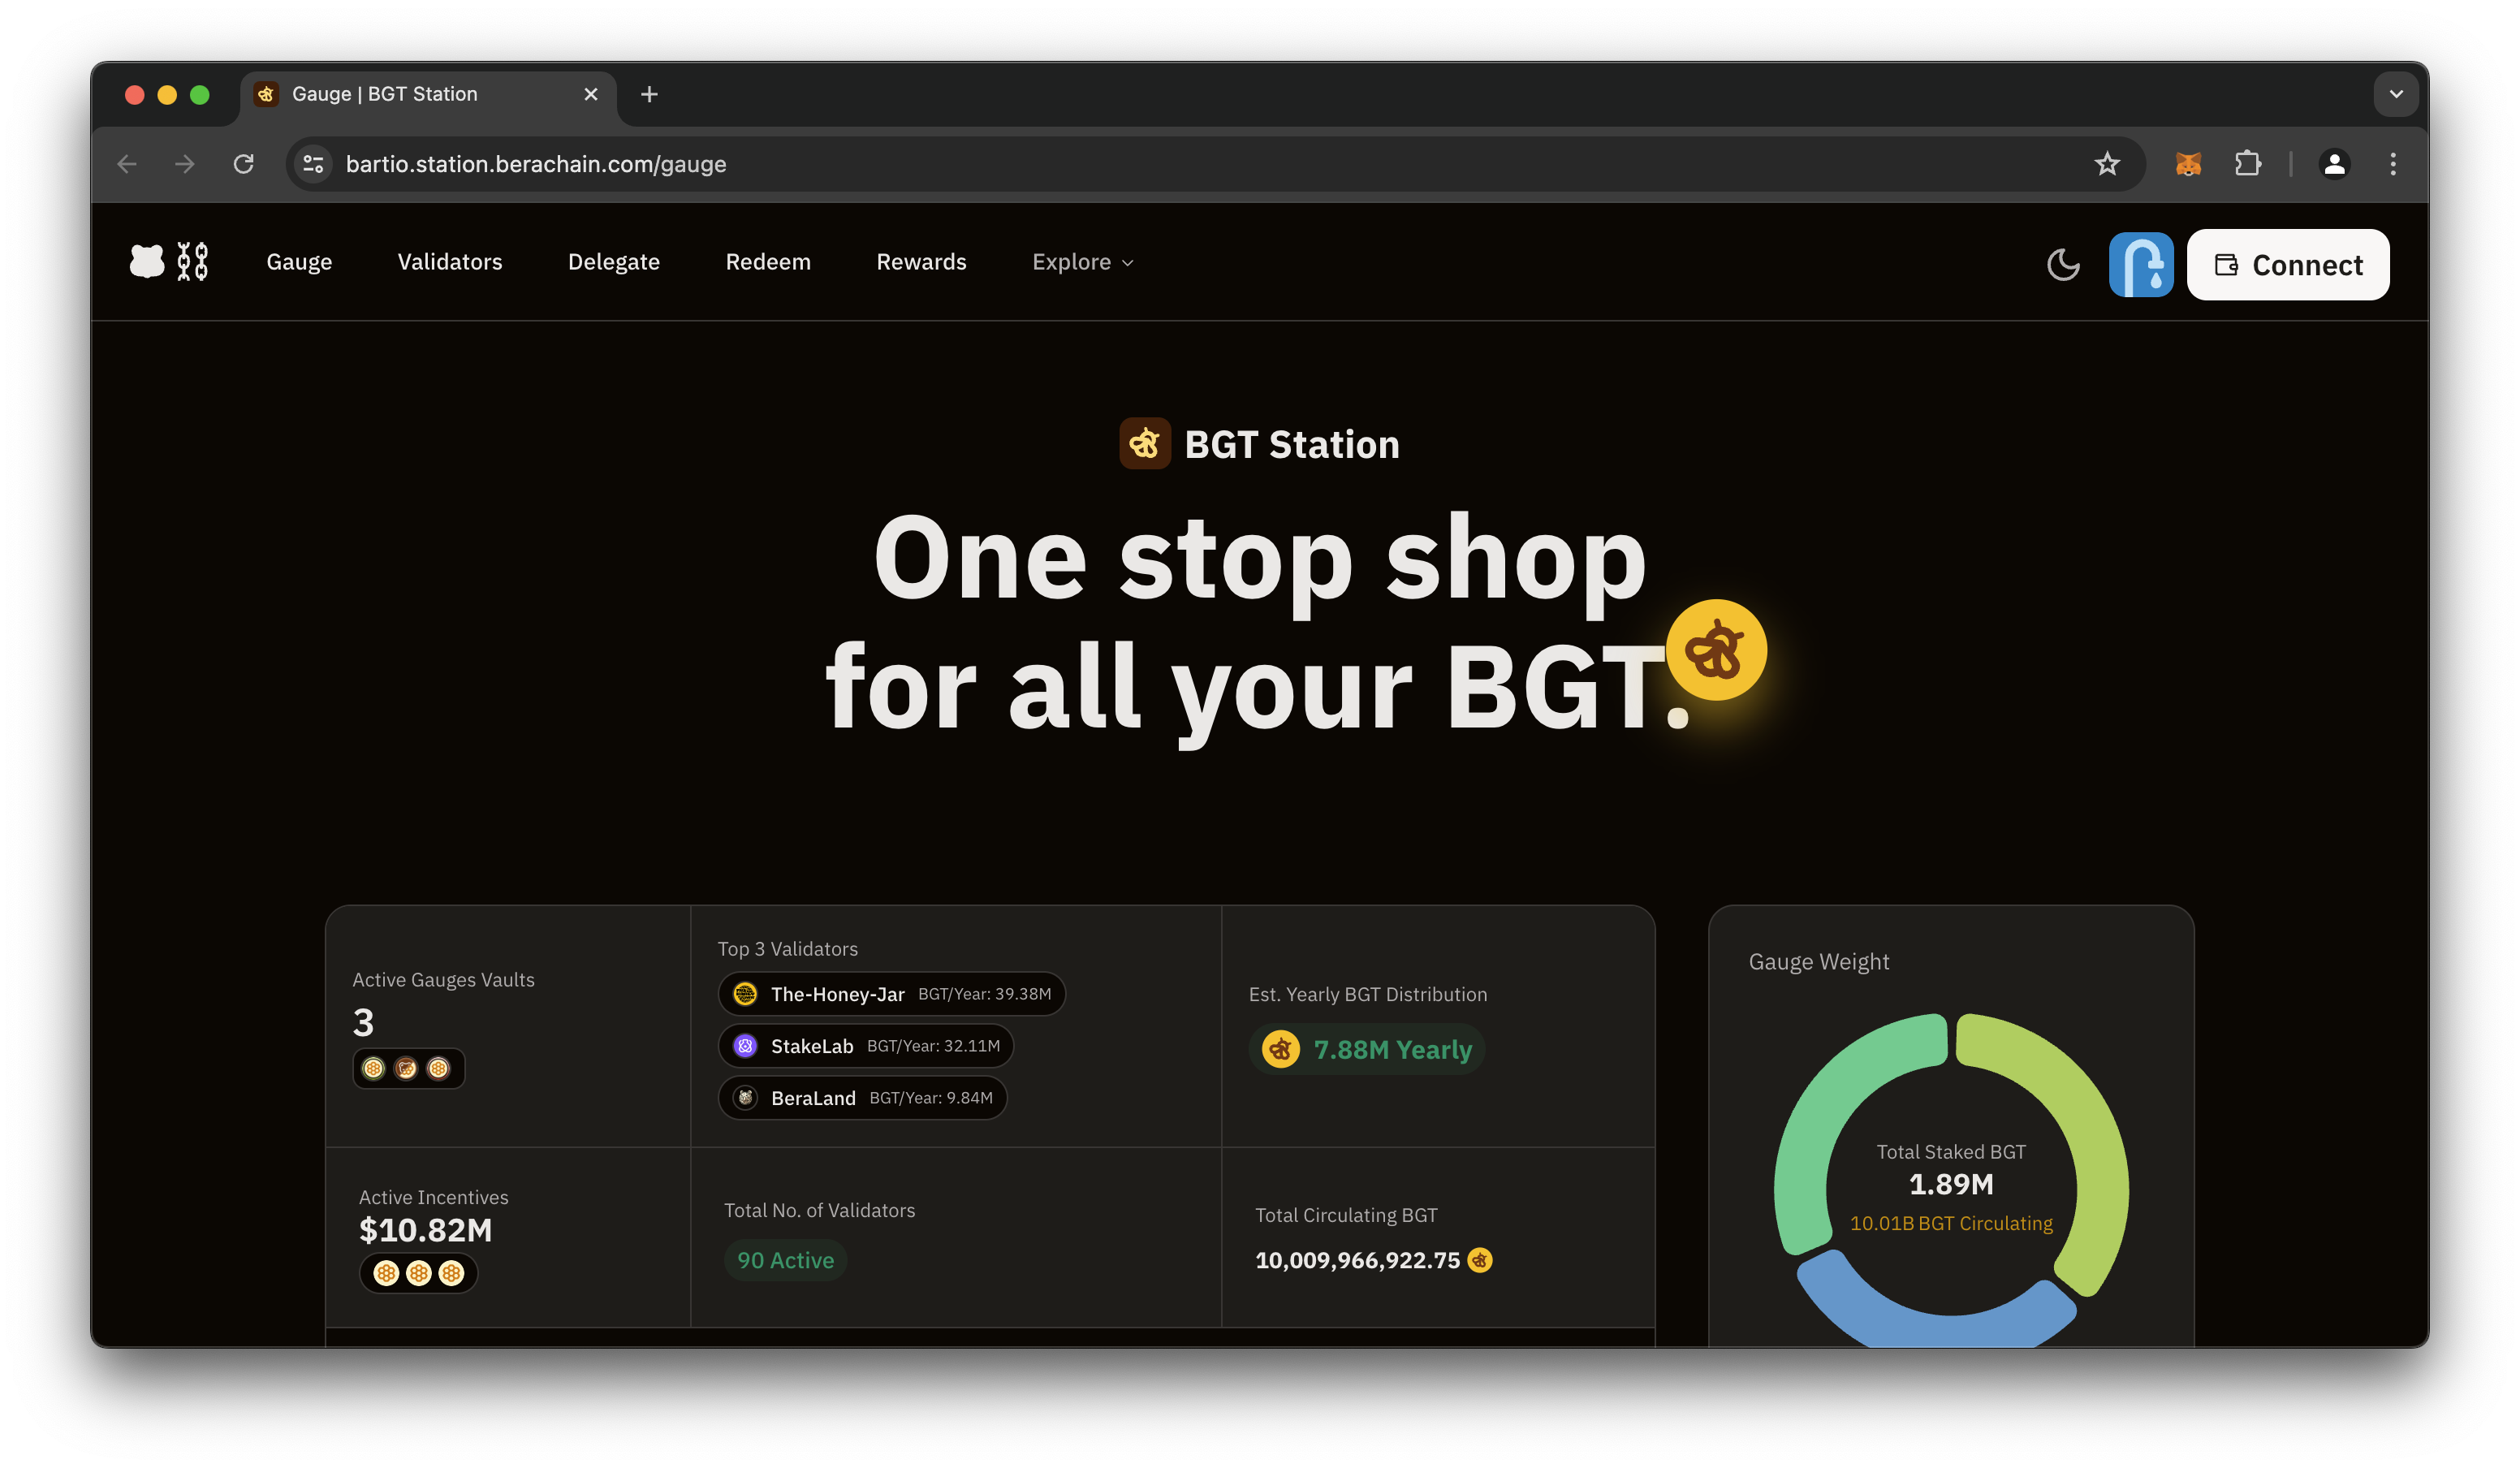 Gauge | BGT Station
bartio.station.berachain.com/gauge
Gauge
Validators
Delegate
Redeem
Rewards
Explore
Connect
BGT Station
One stop shop
for all your BGT.
Active Gauges Vaults
3
Top 3 Validators
The-Honey-Jar BGT/Year: 39.38M
StakeLab BGT/Year: 32.11M
BeraLand BGT/Year: 9.84M
Est. Yearly BGT Distribution
7.88M Yearly
Active Incentives
$10.82M
Total No. of Validators
90 Active
Total Circulating BGT
10,009,966,922.75
Gauge Weight
Total Staked BGT
1.89M
10.01B BGT Circulating